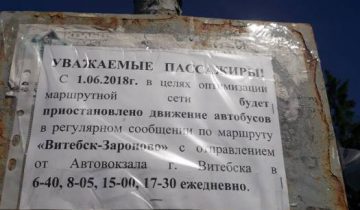 УВАЖАЕМЫЕ ПАССАЖИРЫ!
С 1.06.2018г. в целях оптимизации
маршрутной сети будет
приостановлено движение автобусов
в регулярном сообщении по маршруту
«Витебск-Зароново» с отправлением
от Автовокзала г. Витебска в
6-40, 8-05, 15-00, 17-30 ежедневно.